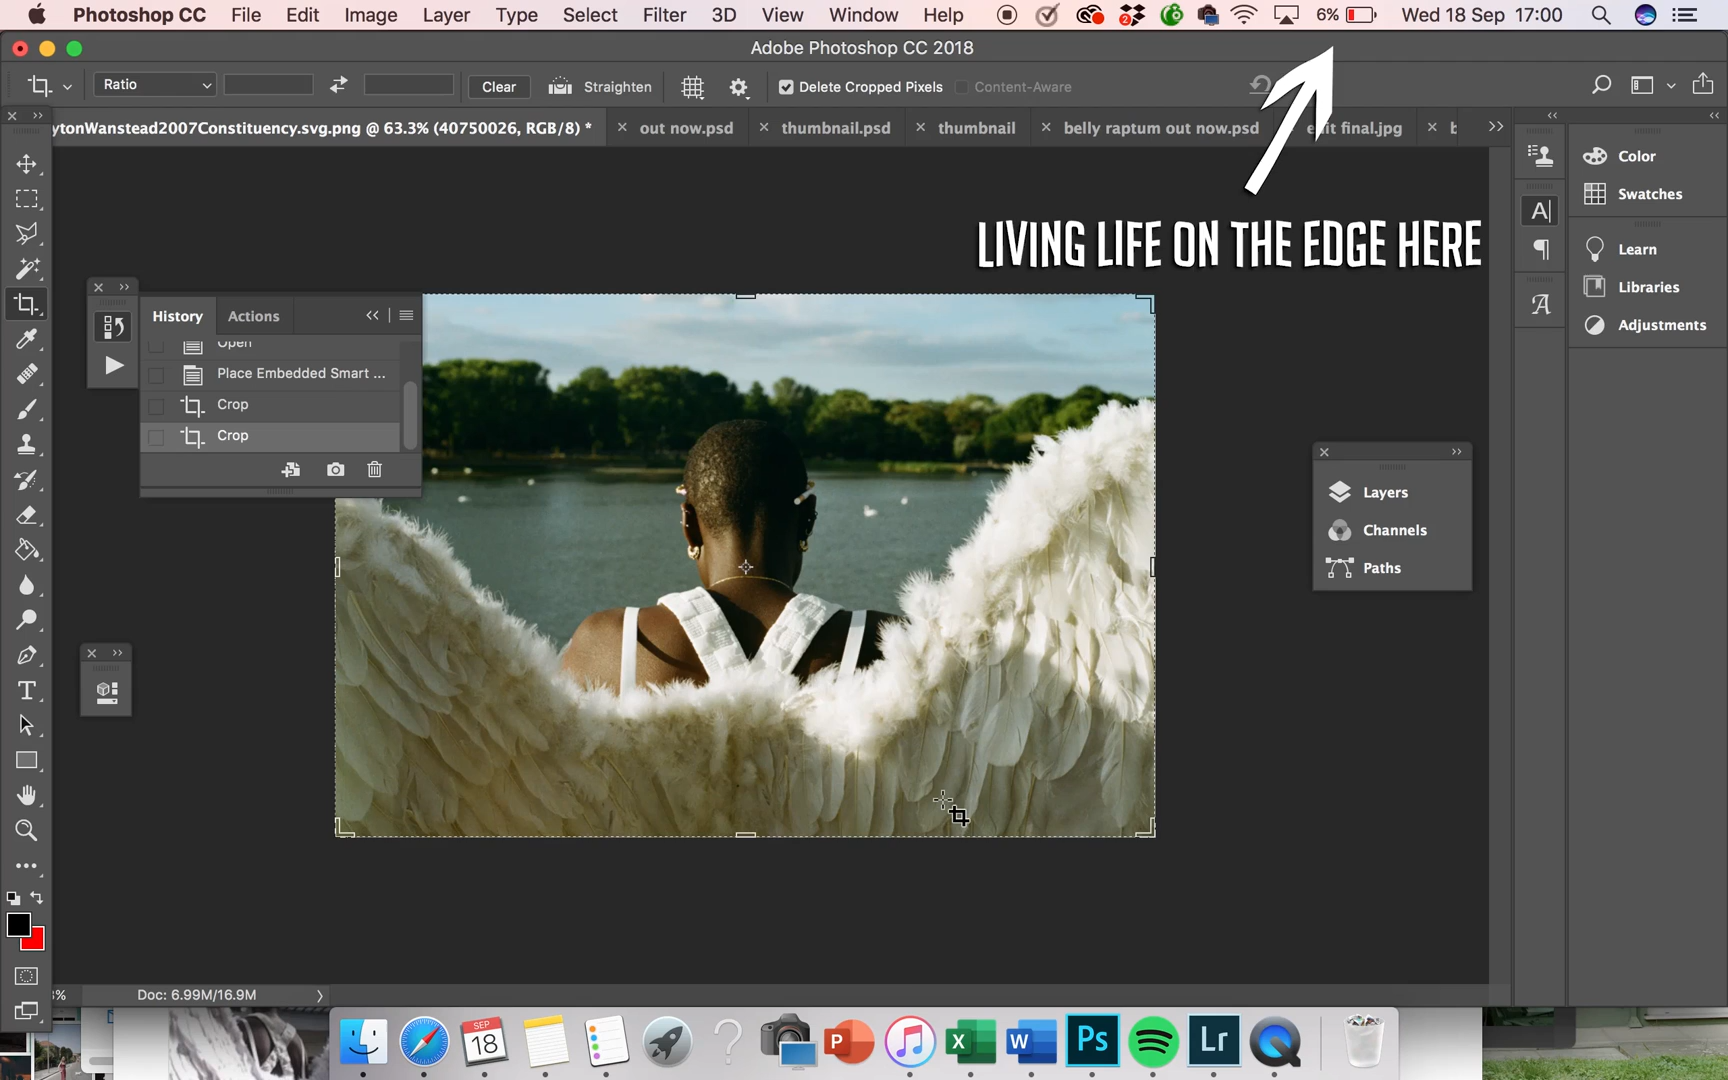 Photoshop CC File Edit Image Layer Type Select Filter 3D View Window Help 2 6% Wed 18 Sep 17:00
Adobe Photoshop CC 2018
Ratio Clear Straighten Delete Cropped Pixels Content-Aware
ytonWanstead2007Constituency.svg.png @ 63.3% (40750026, RGB/8) * out now.psd thumbnail.psd thumbnail belly raptum out now.psd final.jpg
Color
Swatches
LIVING LIFE ON THE EDGE HERE
Learn
Libraries
Adjustments
History Actions
Open
Place Embedded Smart ...
Crop
Crop
Layers
Channels
Paths
Doc: 6.99M/16.9M
SEP
18
P X W Ps Lr